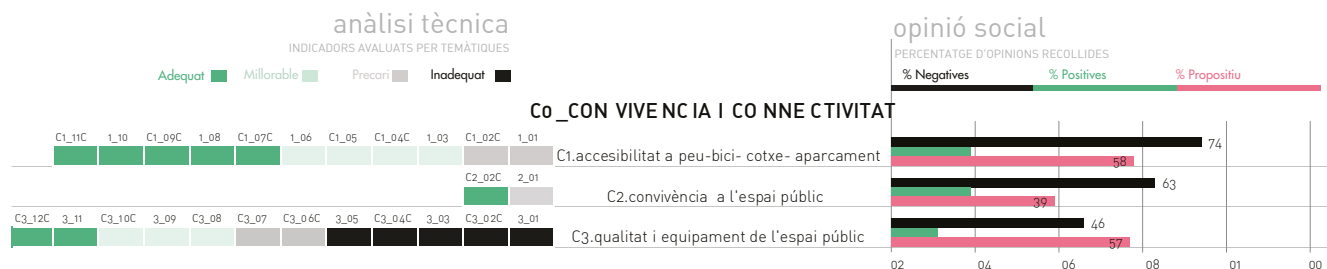 anàlisi tècnica
INDICADORS AVALUATS PER TEMÀTIQUES
Adequat Millorable Precari Inadequat
opinió social
PERCENTATGE D'OPINIONS RECOLLIDES
% Negatives % Positives % Propositiu
Co_CON VIVE NC IA I CO NNE CTIVITAT
C1_11C 1_10 C1_09C 1_08 C1_07C 1_06 C1_05 C1_04C 1_03 C1_02C 1_01
C1.accesibilitat a peu-bici- cotxe- aparcament
74
58
C2_02C 2_01
C2.convivència a l'espai públic
63
39
C3_12C 3_11 C3_10C 3_09 C3_08 C3_07 C3_06C 3_05 C3_04C 3_03 C3_02C 3_01
C3.qualitat i equipament de l'espai públic
46
57
02 04 06 08 01 00